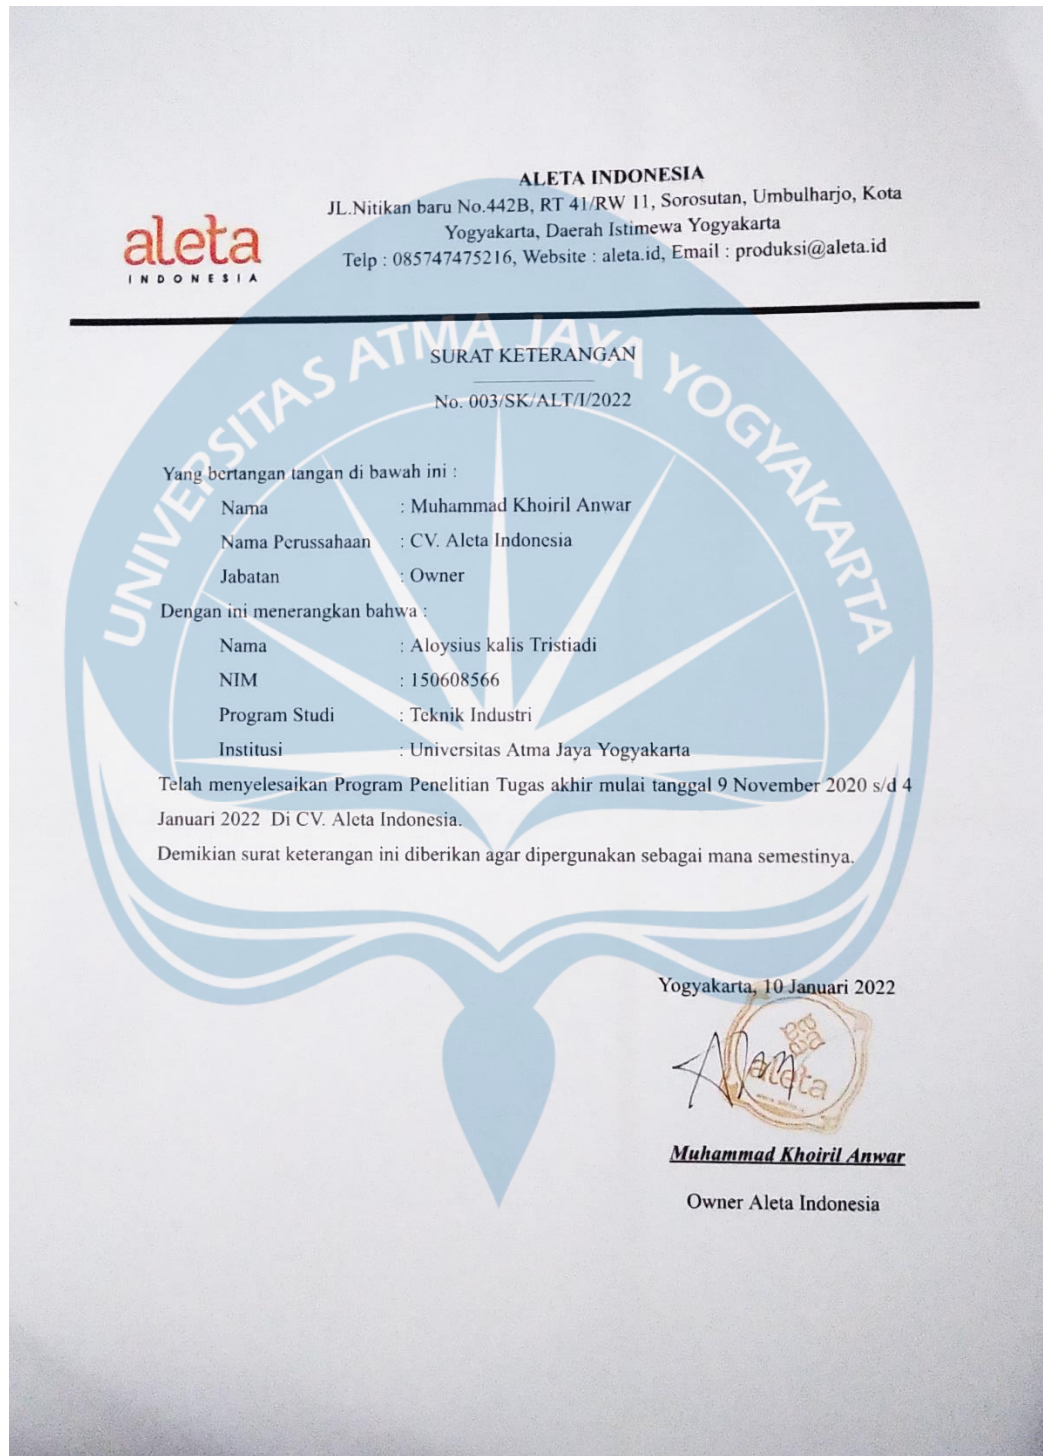 aleta
INDONESIA
ALETA INDONESIA
JL.Nitikan baru No.442B, RT 41/RW 11, Sorosutan, Umbulharjo, Kota
Yogyakarta, Daerah Istimewa Yogyakarta
Telp : 085747475216, Website : aleta.id, Email : produksi@aleta.id
UNIVERSITAS ATMA JAYA YOGYAKARTA
SURAT KETERANGAN
No. 003/SK/ALT/I/2022
Yang bertangan tangan di bawah ini :
Nama : Muhammad Khoiril Anwar
Nama Perussahaan : CV. Aleta Indonesia
Jabatan : Owner
Dengan ini menerangkan bahwa :
Nama : Aloysius kalis Tristiadi
NIM : 150608566
Program Studi : Teknik Industri
Institusi : Universitas Atma Jaya Yogyakarta
Telah menyelesaikan Program Penelitian Tugas akhir mulai tanggal 9 November 2020 s/d 4
Januari 2022 Di CV. Aleta Indonesia.
Demikian surat keterangan ini diberikan agar dipergunakan sebagai mana semestinya.
Yogyakarta, 10 Januari 2022
aleta
Muhammad Khoiril Anwar
Owner Aleta Indonesia